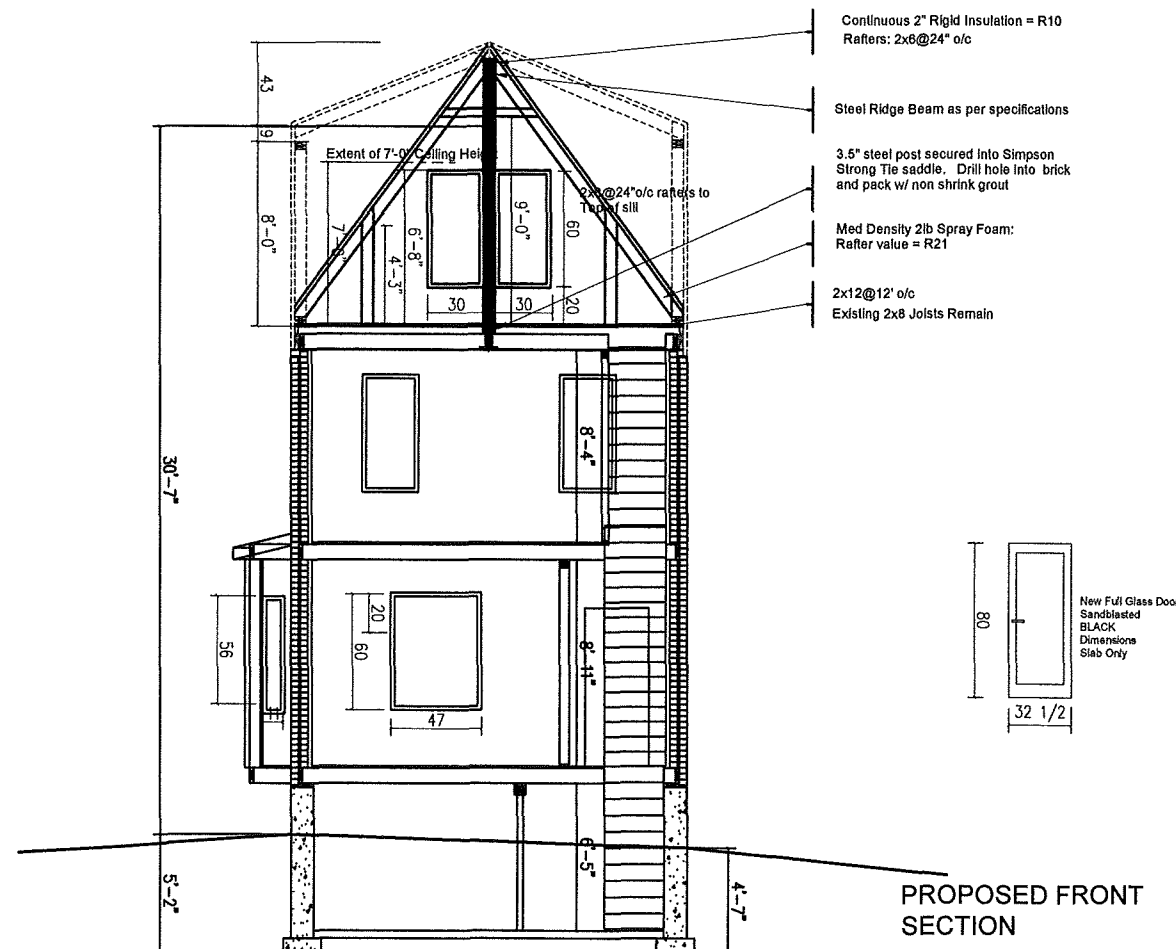 Continuous 2" Rigid Insulation = R10
Rafters: 2x6@24" o/c
Steel Ridge Beam as per specifications
3.5" steel post secured into Simpson
Strong Tie saddle. Drill hole into brick
and pack w/ non shrink grout
Med Density 2lb Spray Foam:
Rafter value = R21
2x12@12' o/c
Existing 2x8 Joists Remain
43
9
8'-0"
Extent of 7'-0" Ceiling Height
@24"o/c rafters to
Top of sill
6'-8"
4'-3"
9'-0"
60
30
30
20
30'-7"
8'-4"
56
20
60
47
8'-11"
6'-5"
5'-2"
4'-7"
80
32 1/2
New Full Glass Doo
Sandblasted
BLACK
Dimensions
Slab Only
PROPOSED FRONT
SECTION